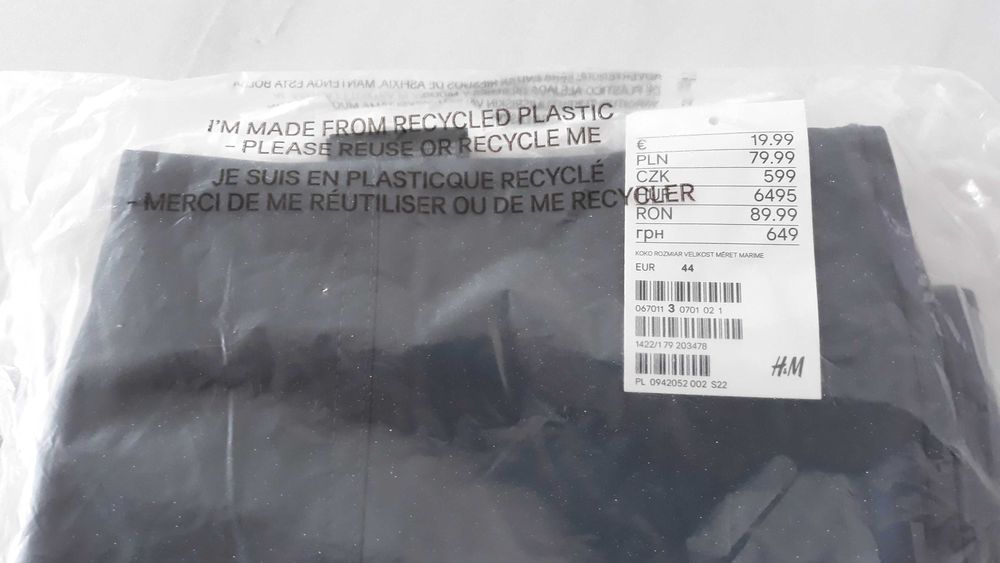 I'M MADE FROM RECYCLED PLASTIC
- PLEASE REUSE OR RECYCLE ME
JE SUIS EN PLASTICQUE RECYCLÉ
- MERCI DE ME RÉUTILISER OU DE ME RECYCLER
€ 19.99
PLN 79.99
CZK 599
6495
RON 89.99
грн 649
KOKO ROZMIAR VELIKOST MÉRET MARIME
EUR 44
067011 3 0701 02 1
1422/1 79 203478
H&M
PL 0942052 002 S22